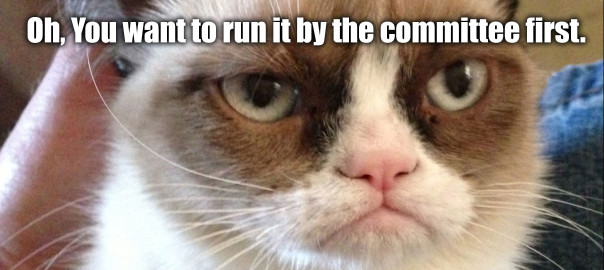 Oh, You want to run it by the committee first.